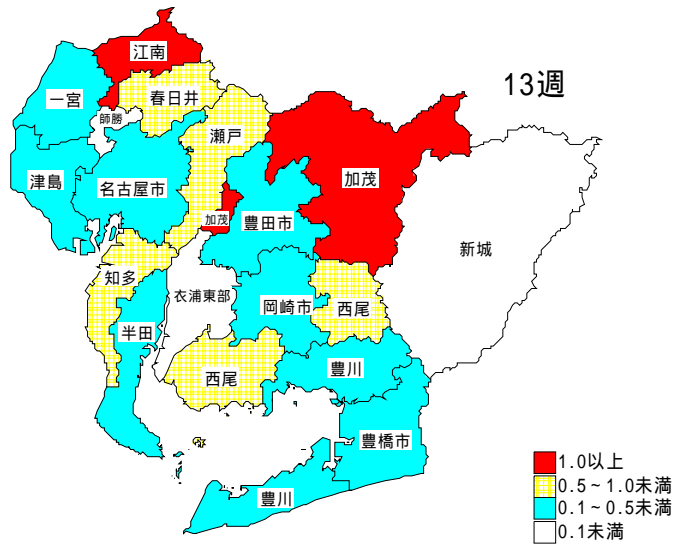 江南
13週
春日井
一宮
師勝
瀬戸
加茂
津島
名古屋市
加茂
豊田市
新城
知多
衣浦東部
岡崎市
西尾
半田
豊川
西尾
豊橋市
豊川
1.0以上
0.5~1.0未満
0.1~0.5未満
0.1未満